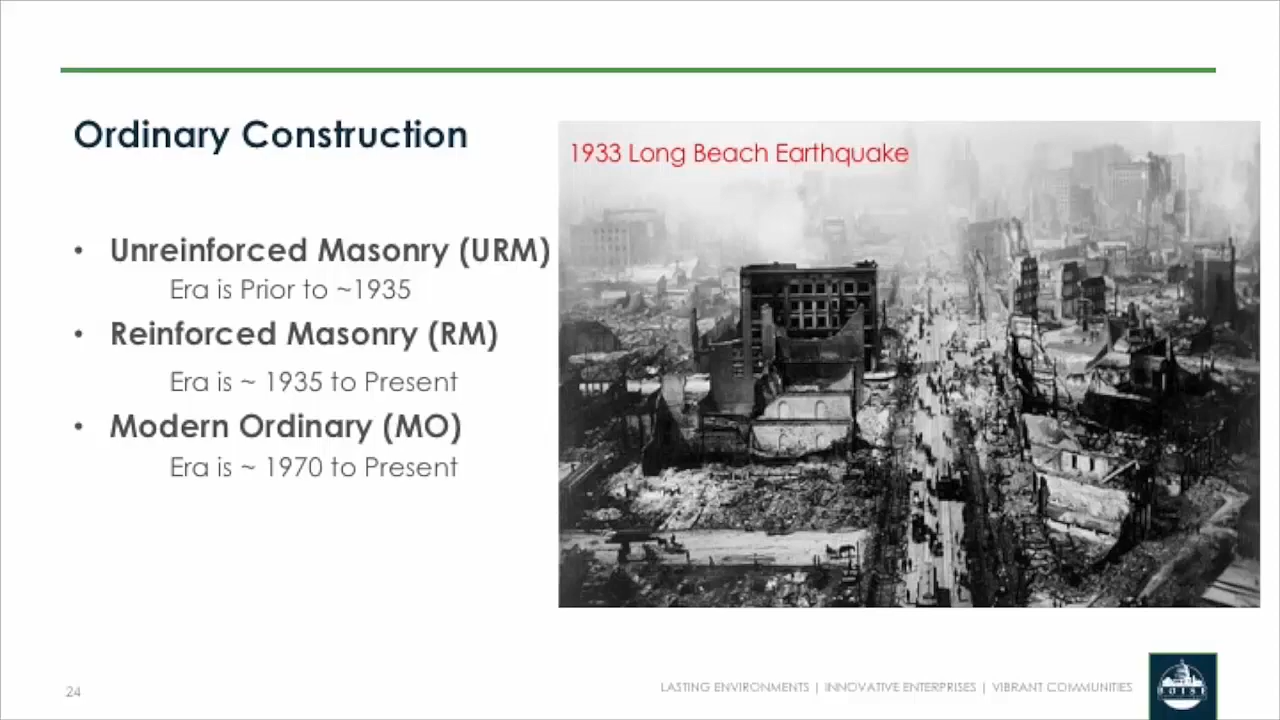 Ordinary Construction
1933 Long Beach Earthquake
• Unreinforced Masonry (URM)
Era is Prior to ~1935
• Reinforced Masonry (RM)
Era is ~ 1935 to Present
• Modern Ordinary (MO)
Era is ~ 1970 to Present
24
LASTING ENVIRONMENTS | INNOVATIVE ENTERPRISES | VIBRANT COMMUNITIES
BOISE